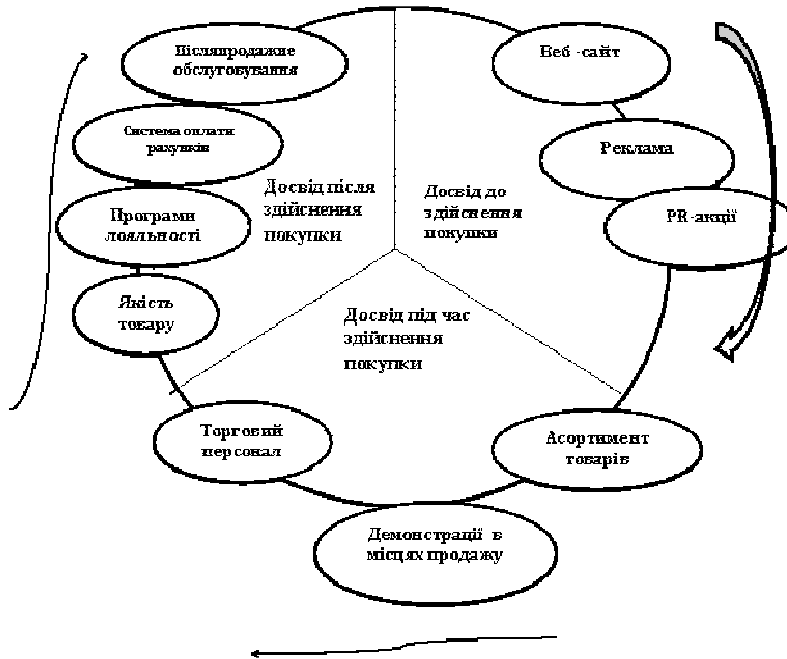 Післяпродажне
обслуговування
Веб -сайт
Система оплати
рахунків
Реклама
Програми
лояльності
Досвід після
здійснення
покупки
Досвід до
здійснення
покупки
PR-акції
Якість
товару
Досвід під час
здійснення
покупки
Торговий
персонал
Асортимент
товарів
Демонстрації в
місцях продажу